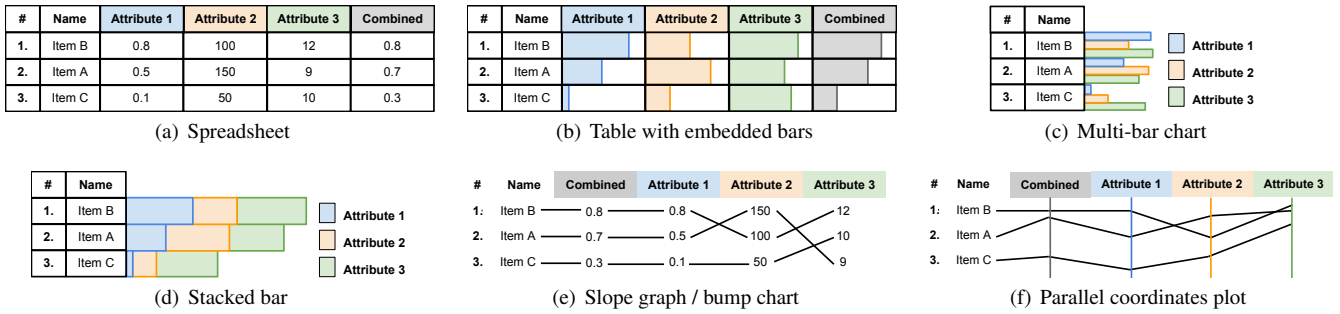 # Name Attribute 1 Attribute 2 Attribute 3 Combined
1. Item B 0.8 100 12 0.8
2. Item A 0.5 150 9 0.7
3. Item C 0.1 50 10 0.3
(a) Spreadsheet
# Name Attribute 1 Attribute 2 Attribute 3 Combined
1. Item B
2. Item A
3. Item C
(b) Table with embedded bars
# Name
1. Item B
2. Item A
3. Item C
Attribute 1
Attribute 2
Attribute 3
(c) Multi-bar chart
# Name
1. Item B
2. Item A
3. Item C
Attribute 1
Attribute 2
Attribute 3
(d) Stacked bar
# Name Combined Attribute 1 Attribute 2 Attribute 3
1. Item B 0.8 0.8 150 12
2. Item A 0.7 0.5 100 10
3. Item C 0.3 0.1 50 9
(e) Slope graph / bump chart
# Name Combined Attribute 1 Attribute 2 Attribute 3
1. Item B
2. Item A
3. Item C
(f) Parallel coordinates plot